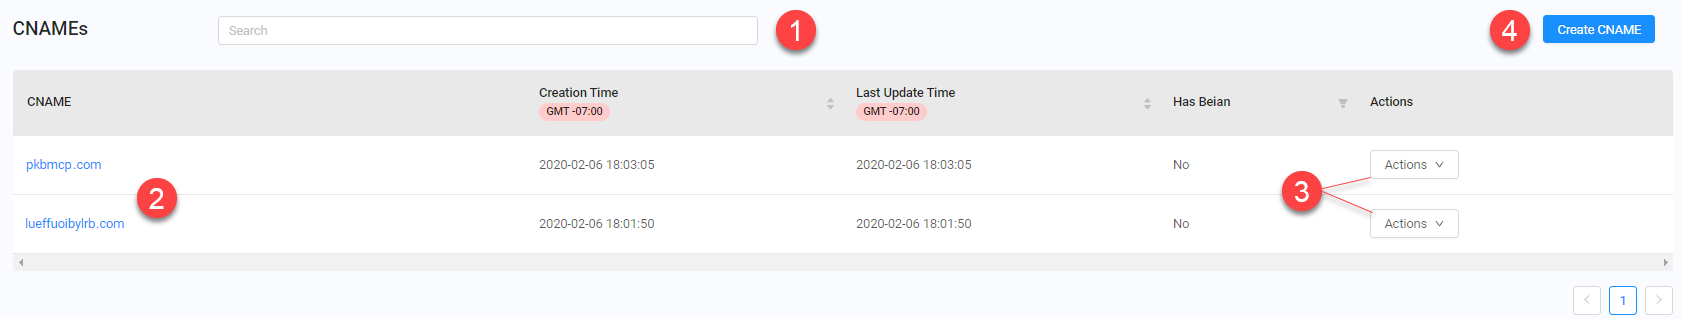 CNAMEs
Search
1
4
Create CNAME
CNAME
Creation Time
GMT -07:00
Last Update Time
GMT -07:00
Has Beian
Actions
pkbmcp.com
2020-02-06 18:03:05
2020-02-06 18:03:05
No
Actions
2
3
lueffuoibylrb.com
2020-02-06 18:01:50
2020-02-06 18:01:50
No
Actions
1